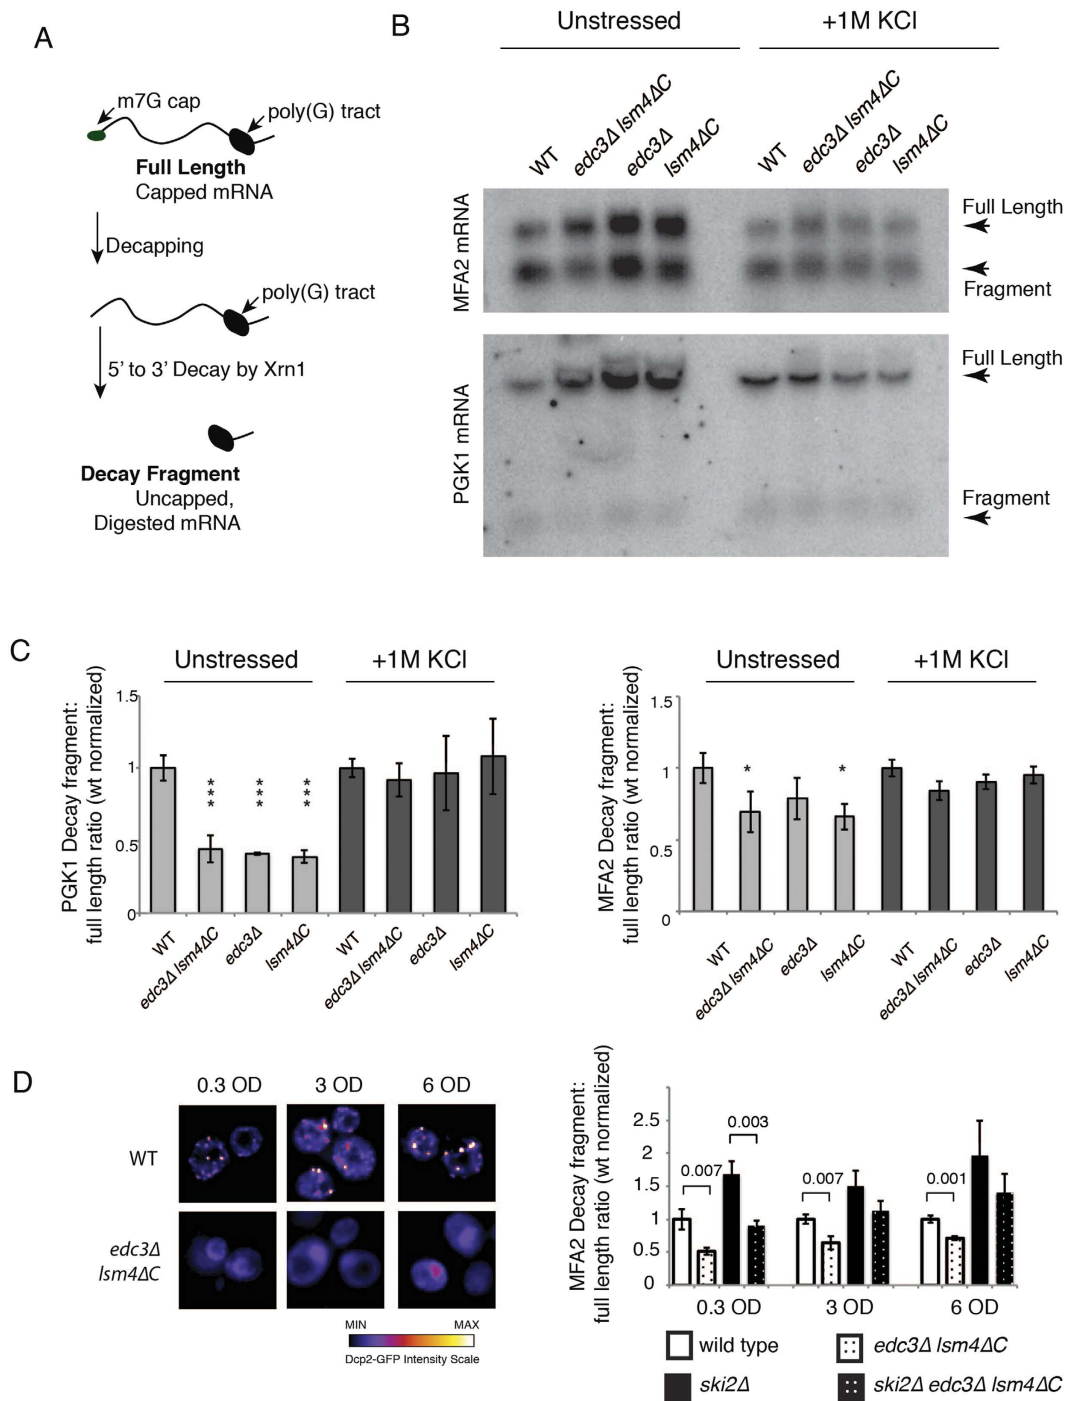 A
m7G cap
poly(G) tract
Full Length
Capped mRNA
Decapping
poly(G) tract
5’ to 3’ Decay by Xrn1
Decay Fragment
Uncapped,
Digested mRNA
B
Unstressed
+1M KCl
WT
edc3Δ lsm4ΔC
edc3Δ
lsm4ΔC
WT
edc3Δ lsm4ΔC
edc3Δ
lsm4ΔC
MFA2 mRNA
Full Length
Fragment
PGK1 mRNA
Full Length
Fragment
C
Unstressed
+1M KCl
PGK1 Decay fragment:
full length ratio (wt normalized)
1.5
1
0.5
0
***
***
***
WT
edc3Δ lsm4ΔC
edc3Δ
lsm4ΔC
WT
edc3Δ lsm4ΔC
edc3Δ
lsm4ΔC
Unstressed
+1M KCl
MFA2 Decay fragment:
full length ratio (wt normalized)
1.5
1
0.5
0
*
*
WT
edc3Δ lsm4ΔC
edc3Δ
lsm4ΔC
WT
edc3Δ lsm4ΔC
edc3Δ
lsm4ΔC
D
0.3 OD
3 OD
6 OD
WT
edc3Δ
lsm4ΔC
MIN
MAX
Dcp2-GFP Intensity Scale
MFA2 Decay fragment:
full length ratio (wt normalized)
2.5
2
1.5
1
0.5
0
0.007
0.003
0.007
0.001
0.3 OD
3 OD
6 OD
wild type
edc3Δ lsm4ΔC
ski2Δ
ski2Δ edc3Δ lsm4ΔC